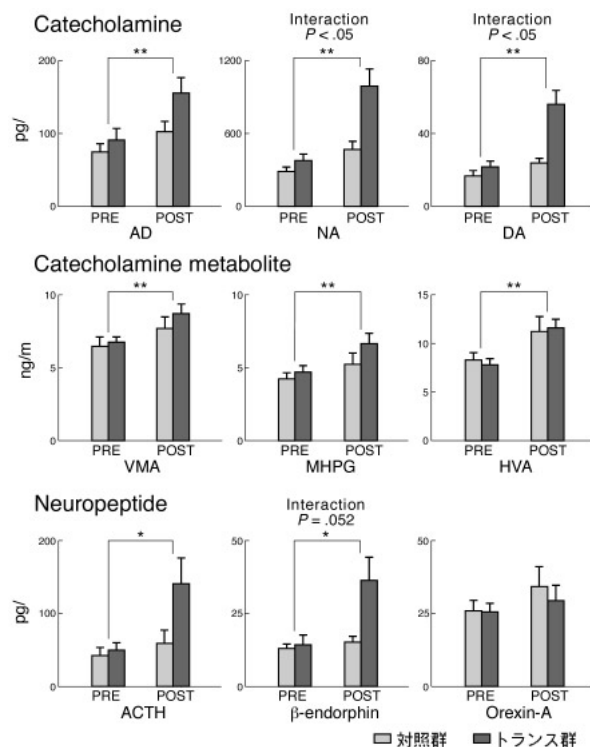 Catecholamine
Interaction
P < .05
Interaction
P < .05
200
100
0
pg/
**
PRE
POST
AD
1200
600
0
**
PRE
POST
NA
80
40
0
**
PRE
POST
DA
Catecholamine metabolite
10
5
0
ng/m
**
PRE
POST
VMA
10
5
0
**
PRE
POST
MHPG
15
10
5
0
**
PRE
POST
HVA
Neuropeptide
Interaction
P = .052
200
100
0
pg/
*
PRE
POST
ACTH
50
25
0
*
PRE
POST
β-endorphin
50
25
0
PRE
POST
Orexin-A
対照群 トランス群